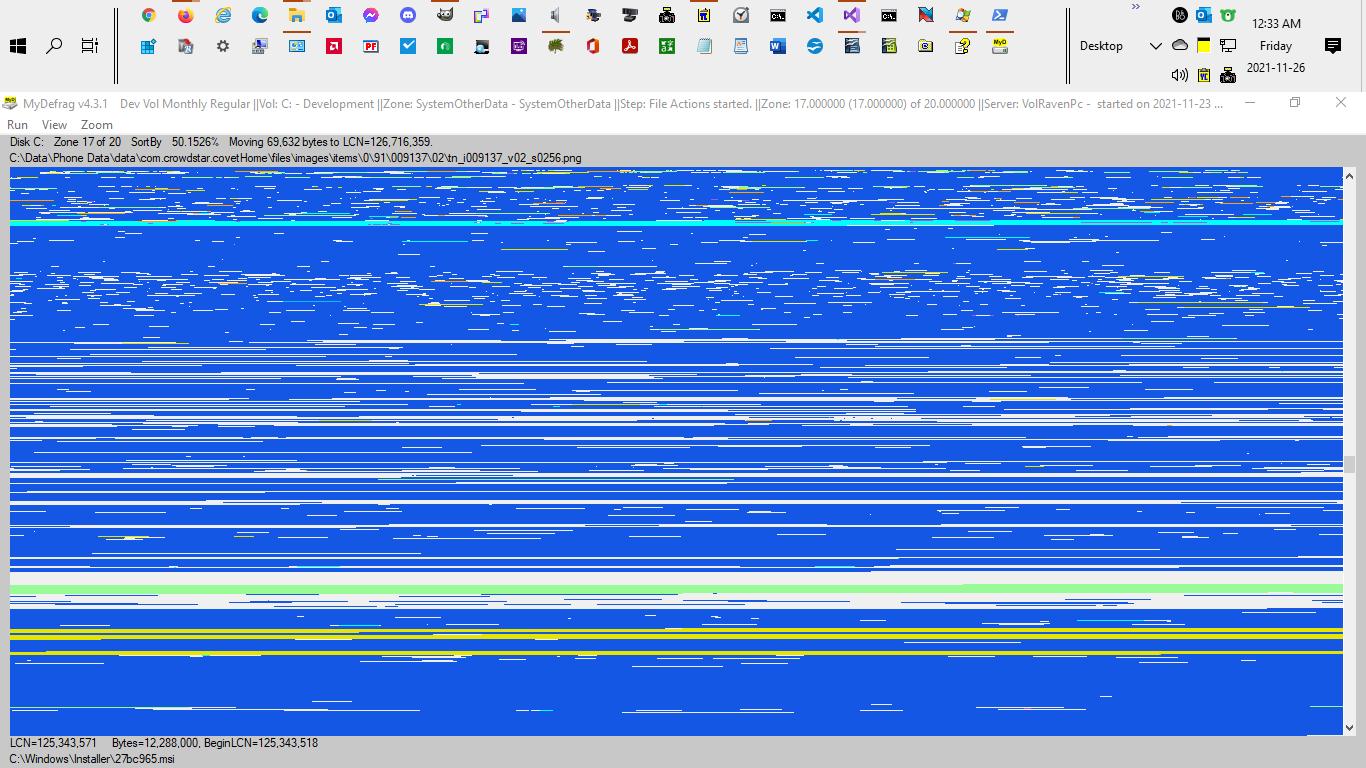 12:33 AM
Desktop
Friday
2021-11-26
MyDefrag v4.3.1 Dev Vol Monthly Regular ||Vol: C: - Development ||Zone: SystemOtherData - SystemOtherData ||Step: File Actions started. ||Zone: 17.000000 (17.000000) of 20.000000 ||Server: VolRavenPc - started on 2021-11-23 ...
Run View Zoom
Disk C: Zone 17 of 20 SortBy 50.1526% Moving 69,632 bytes to LCN=126,716,359.
C:\Data\Phone Data\data\com.crowdstar.covetHome\files\images\items\0\91\009137\02\tn_i009137_v02_s0256.png
LCN=125,343,571 Bytes=12,288,000, BeginLCN=125,343,518
C:\Windows\Installer\27bc965.msi